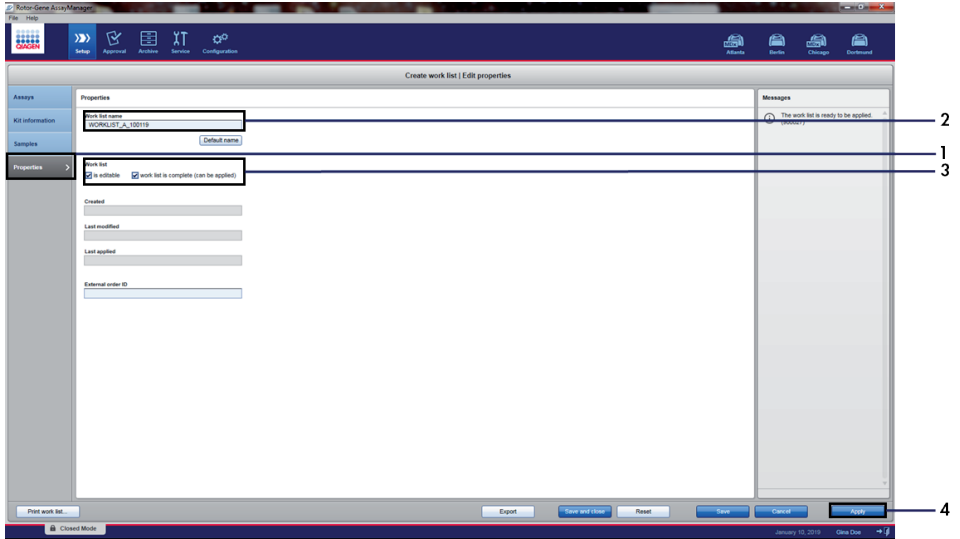 Rotor-Gene AssayManager
File Help
QIAGEN
Setup Approval Archive Service Configuration
Atlanta Berlin Chicago Dortmund
Create work list | Edit properties
Assays
Kit information
Samples
Properties
Properties
Work list name
WORKLIST_A_100119
Default name
Work list
is editable work list is complete (can be applied)
Created
Last modified
Last applied
External order ID
Messages
The work list is ready to be applied.
2
1
3
4
Print work list... Export Save and close Reset Save Cancel Apply
Closed Mode
January 10, 2019 Gina Doe